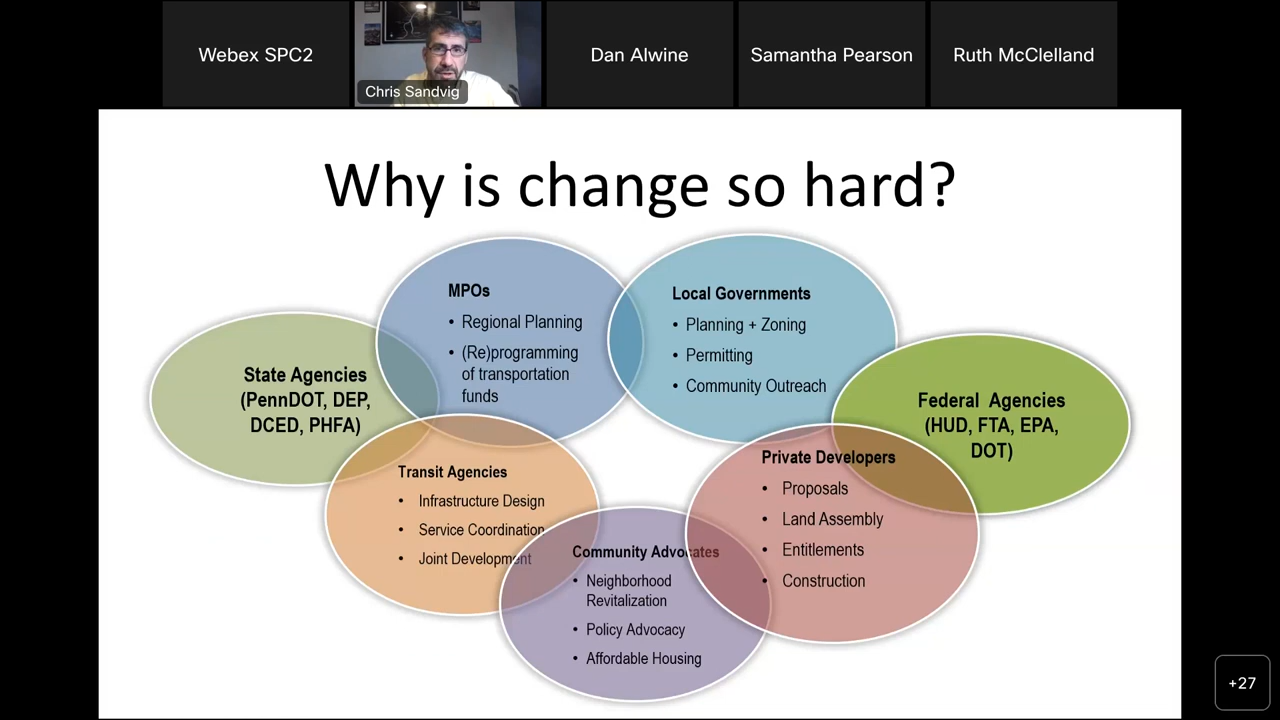 Webex SPC2
Chris Sandvig
Dan Alwine
Samantha Pearson
Ruth McClelland
Why is change so hard?
State Agencies
(PennDOT, DEP,
DCED, PHFA)
MPOs
• Regional Planning
• (Re)programming
of transportation
funds
Local Governments
• Planning + Zoning
• Permitting
• Community Outreach
Federal Agencies
(HUD, FTA, EPA,
DOT)
Transit Agencies
• Infrastructure Design
• Service Coordination
• Joint Development
Community Advocates
• Neighborhood
Revitalization
• Policy Advocacy
• Affordable Housing
Private Developers
• Proposals
• Land Assembly
• Entitlements
• Construction
+27